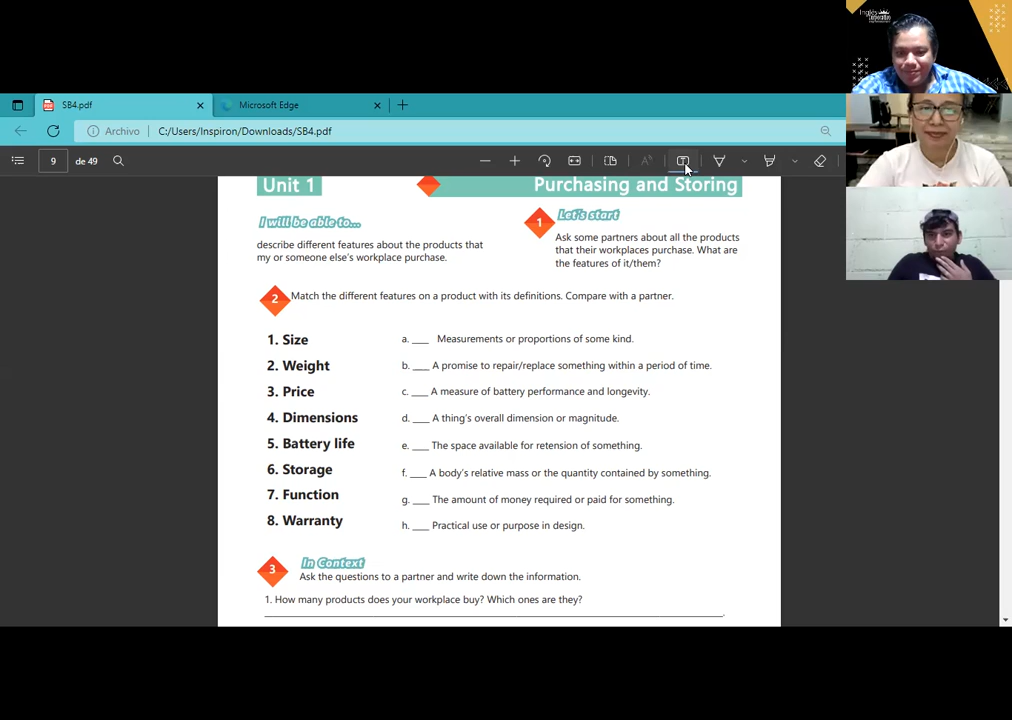 Inglés
SB4.pdf
Microsoft Edge
Archivo
C:/Users/Inspiron/Downloads/SB4.pdf
9 de 49
Unit 1
Purchasing and Storing
I will be able to...
describe different features about the products that
my or someone else's workplace purchase.
1 Let's start
Ask some partners about all the products
that their workplaces purchase. What are
the features of it/them?
2 Match the different features on a product with its definitions. Compare with a partner.
1. Size
2. Weight
3. Price
4. Dimensions
5. Battery life
6. Storage
7. Function
8. Warranty
a. ___ Measurements or proportions of some kind.
b. ___ A promise to repair/replace something within a period of time.
c. ___ A measure of battery performance and longevity.
d. ___ A thing's overall dimension or magnitude.
e. ___ The space available for retension of something.
f. ___ A body's relative mass or the quantity contained by something.
g. ___ The amount of money required or paid for something.
h. ___ Practical use or purpose in design.
3 In Context
Ask the questions to a partner and write down the information.
1. How many products does your workplace buy? Which ones are they?